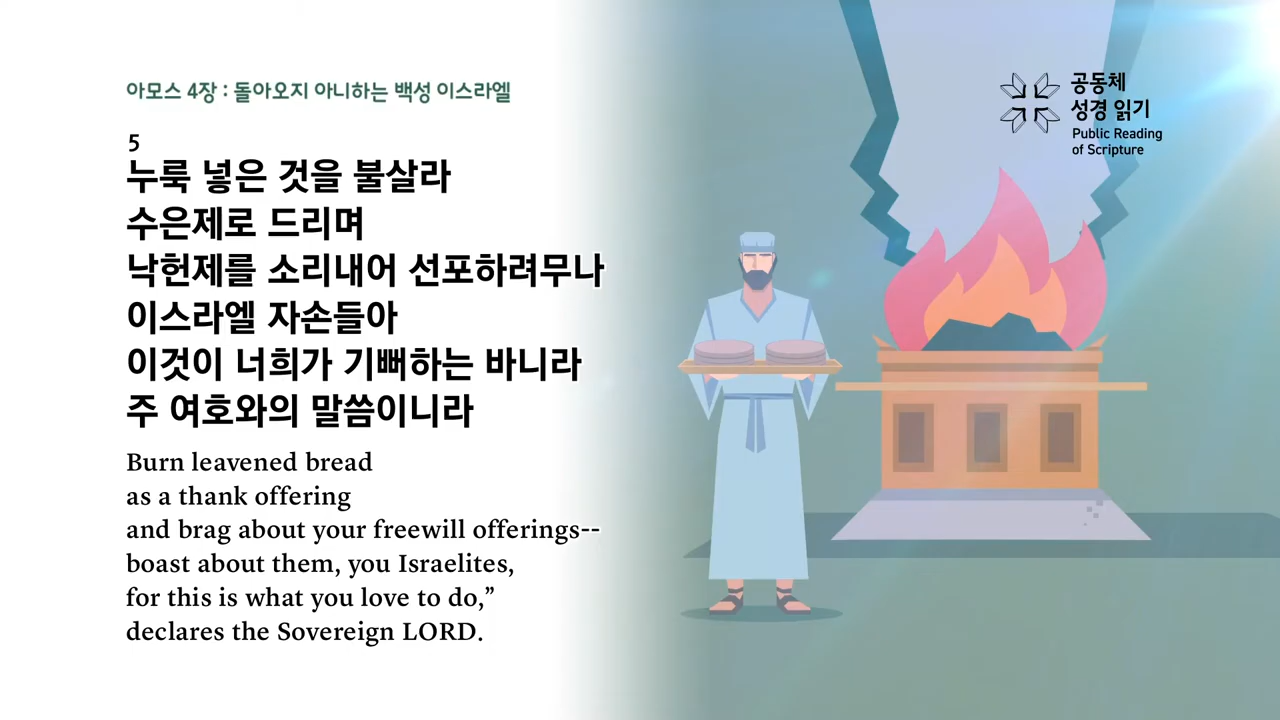 아모스 4장 : 돌아오지 아니하는 백성 이스라엘
공동체
성경 읽기
Public Reading
of Scripture
5
누룩 넣은 것을 불살라
수은제로 드리며
낙헌제를 소리내어 선포하려무나
이스라엘 자손들아
이것이 너희가 기뻐하는 바니라
주 여호와의 말씀이니라
Burn leavened bread
as a thank offering
and brag about your freewill offerings--
boast about them, you Israelites,
for this is what you love to do,”
declares the Sovereign LORD.